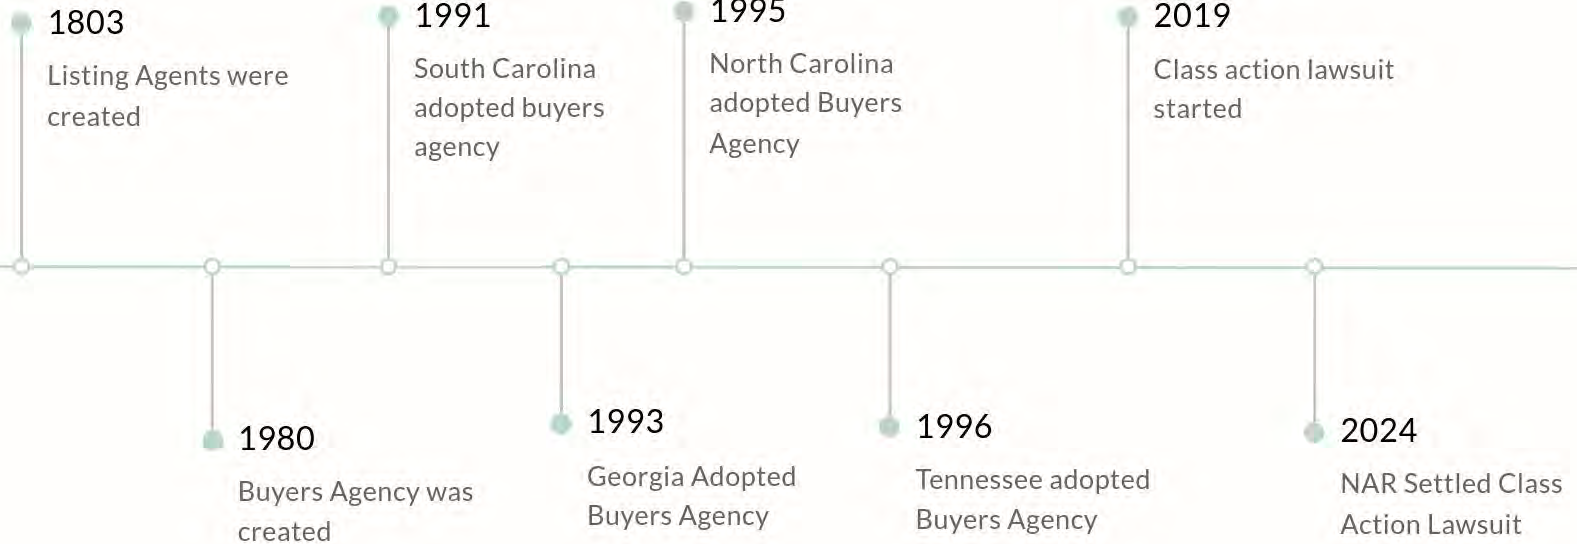 1803
Listing Agents were
created
1991
South Carolina
adopted buyers
agency
1995
North Carolina
adopted Buyers
Agency
2019
Class action lawsuit
started
1980
Buyers Agency was
created
1993
Georgia Adopted
Buyers Agency
1996
Tennessee adopted
Buyers Agency
2024
NAR Settled Class
Action Lawsuit